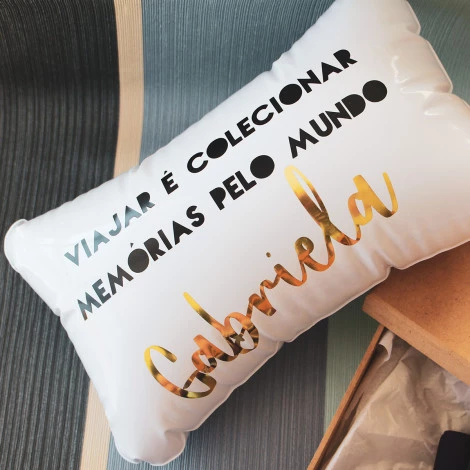 VIAJAR É COLECIONAR
MEMÓRIAS PELO MUNDO
Gabriela